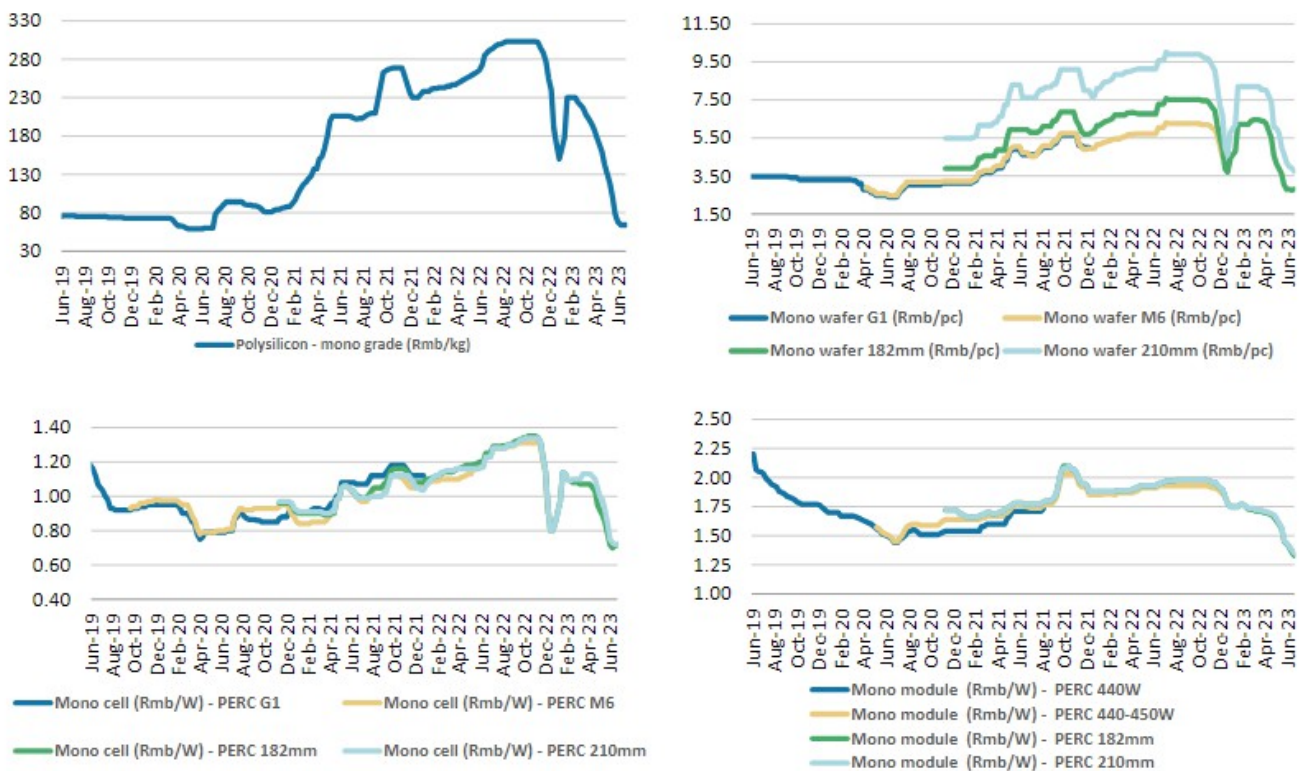 330
280
230
180
130
80
30
Jun-19
Aug-19
Oct-19
Dec-19
Feb-20
Apr-20
Jun-20
Aug-20
Oct-20
Dec-20
Feb-21
Apr-21
Jun-21
Aug-21
Oct-21
Dec-21
Feb-22
Apr-22
Jun-22
Aug-22
Oct-22
Dec-22
Feb-23
Apr-23
Jun-23
Polysilicon - mono grade (Rmb/kg)
11.50
9.50
7.50
5.50
3.50
1.50
Jun-19
Aug-19
Oct-19
Dec-19
Feb-20
Apr-20
Jun-20
Aug-20
Oct-20
Dec-20
Feb-21
Apr-21
Jun-21
Aug-21
Oct-21
Dec-21
Feb-22
Apr-22
Jun-22
Aug-22
Oct-22
Dec-22
Feb-23
Apr-23
Jun-23
Mono wafer G1 (Rmb/pc)
Mono wafer M6 (Rmb/pc)
Mono wafer 182mm (Rmb/pc)
Mono wafer 210mm (Rmb/pc)
1.40
1.20
1.00
0.80
0.60
0.40
Jun-19
Aug-19
Oct-19
Dec-19
Feb-20
Apr-20
Jun-20
Aug-20
Oct-20
Dec-20
Feb-21
Apr-21
Jun-21
Aug-21
Oct-21
Dec-21
Feb-22
Apr-22
Jun-22
Aug-22
Oct-22
Dec-22
Feb-23
Apr-23
Jun-23
Mono cell (Rmb/W) - PERC G1
Mono cell (Rmb/W) - PERC M6
Mono cell (Rmb/W) - PERC 182mm
Mono cell (Rmb/W) - PERC 210mm
2.50
2.25
2.00
1.75
1.50
1.25
1.00
Jun-19
Aug-19
Oct-19
Dec-19
Feb-20
Apr-20
Jun-20
Aug-20
Oct-20
Dec-20
Feb-21
Apr-21
Jun-21
Aug-21
Oct-21
Dec-21
Feb-22
Apr-22
Jun-22
Aug-22
Oct-22
Dec-22
Feb-23
Apr-23
Jun-23
Mono module (Rmb/W) - PERC 440W
Mono module (Rmb/W) - PERC 440-450W
Mono module (Rmb/W) - PERC 182mm
Mono module (Rmb/W) - PERC 210mm